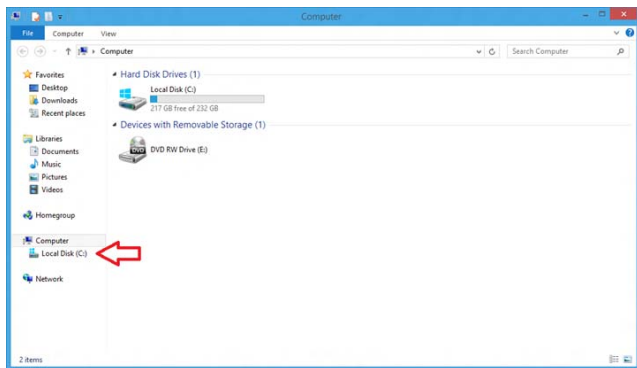 Computer
File Computer View
Computer
Search Computer
Favorites
Desktop
Downloads
Recent places
Libraries
Documents
Music
Pictures
Videos
Homegroup
Computer
Local Disk (C:)
Network
Hard Disk Drives (1)
Local Disk (C:)
217 GB free of 232 GB
Devices with Removable Storage (1)
DVD
DVD RW Drive (E:)
2 items